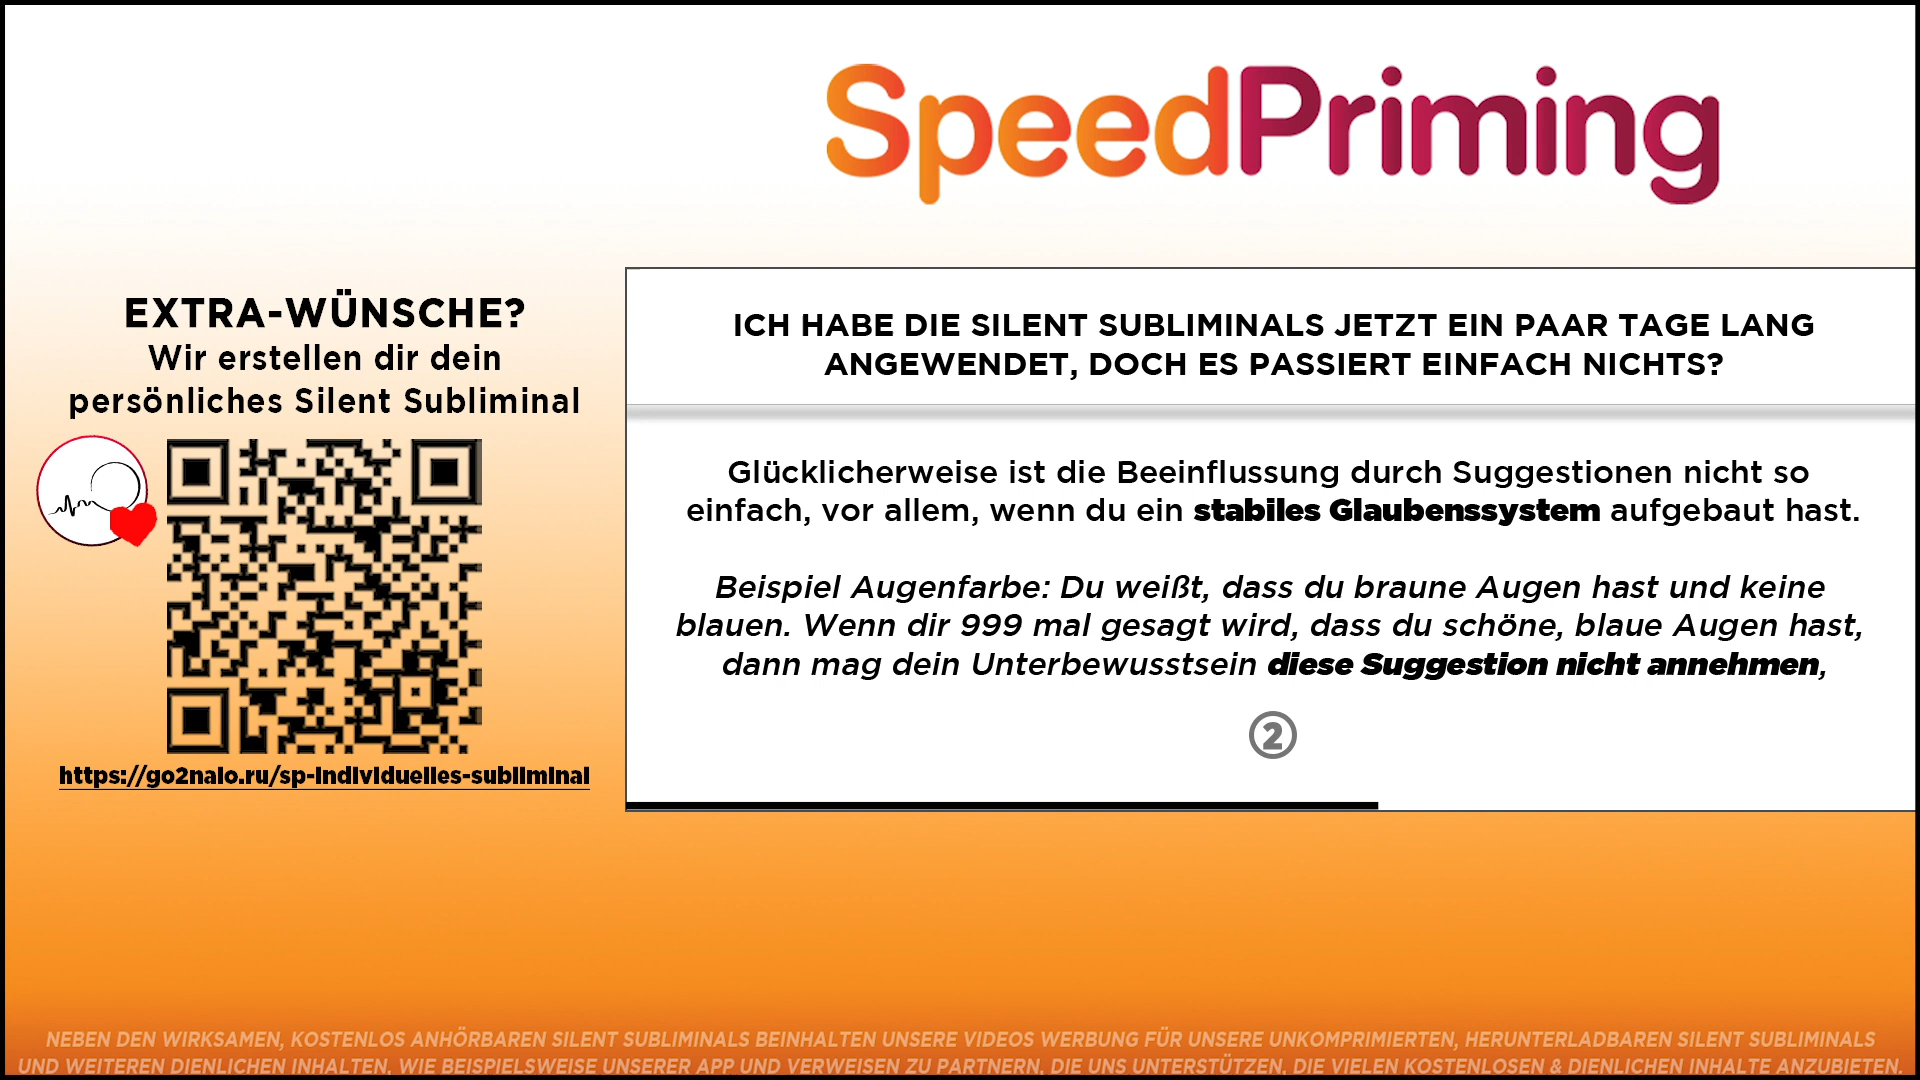 SpeedPriming
EXTRA-WÜNSCHE?
Wir erstellen dir dein
persönliches Silent Subliminal
https://go2nalo.ru/sp-individuelles-subliminal
ICH HABE DIE SILENT SUBLIMINALS JETZT EIN PAAR TAGE LANG
ANGEWENDET, DOCH ES PASSIERT EINFACH NICHTS?
Glücklicherweise ist die Beeinflussung durch Suggestionen nicht so
einfach, vor allem, wenn du ein stabiles Glaubenssystem aufgebaut hast.
Beispiel Augenfarbe: Du weißt, dass du braune Augen hast und keine
blauen. Wenn dir 999 mal gesagt wird, dass du schöne, blaue Augen hast,
dann mag dein Unterbewusstsein diese Suggestion nicht annehmen,
2
NEBEN DEN WIRKSAMEN, KOSTENLOS ANHÖRBAREN SILENT SUBLIMINALS BEINHALTEN UNSERE VIDEOS WERBUNG FÜR UNSERE UNKOMPRIMIERTEN, HERUNTERLADBAREN SILENT SUBLIMINALS
UND WEITEREN DIENLICHEN INHALTEN, WIE BEISPIELSWEISE UNSERER APP UND VERWEISEN ZU PARTNERN, DIE UNS UNTERSTÜTZEN, DIE VIELEN KOSTENLOSEN & DIENLICHEN INHALTE ANZUBIETEN.